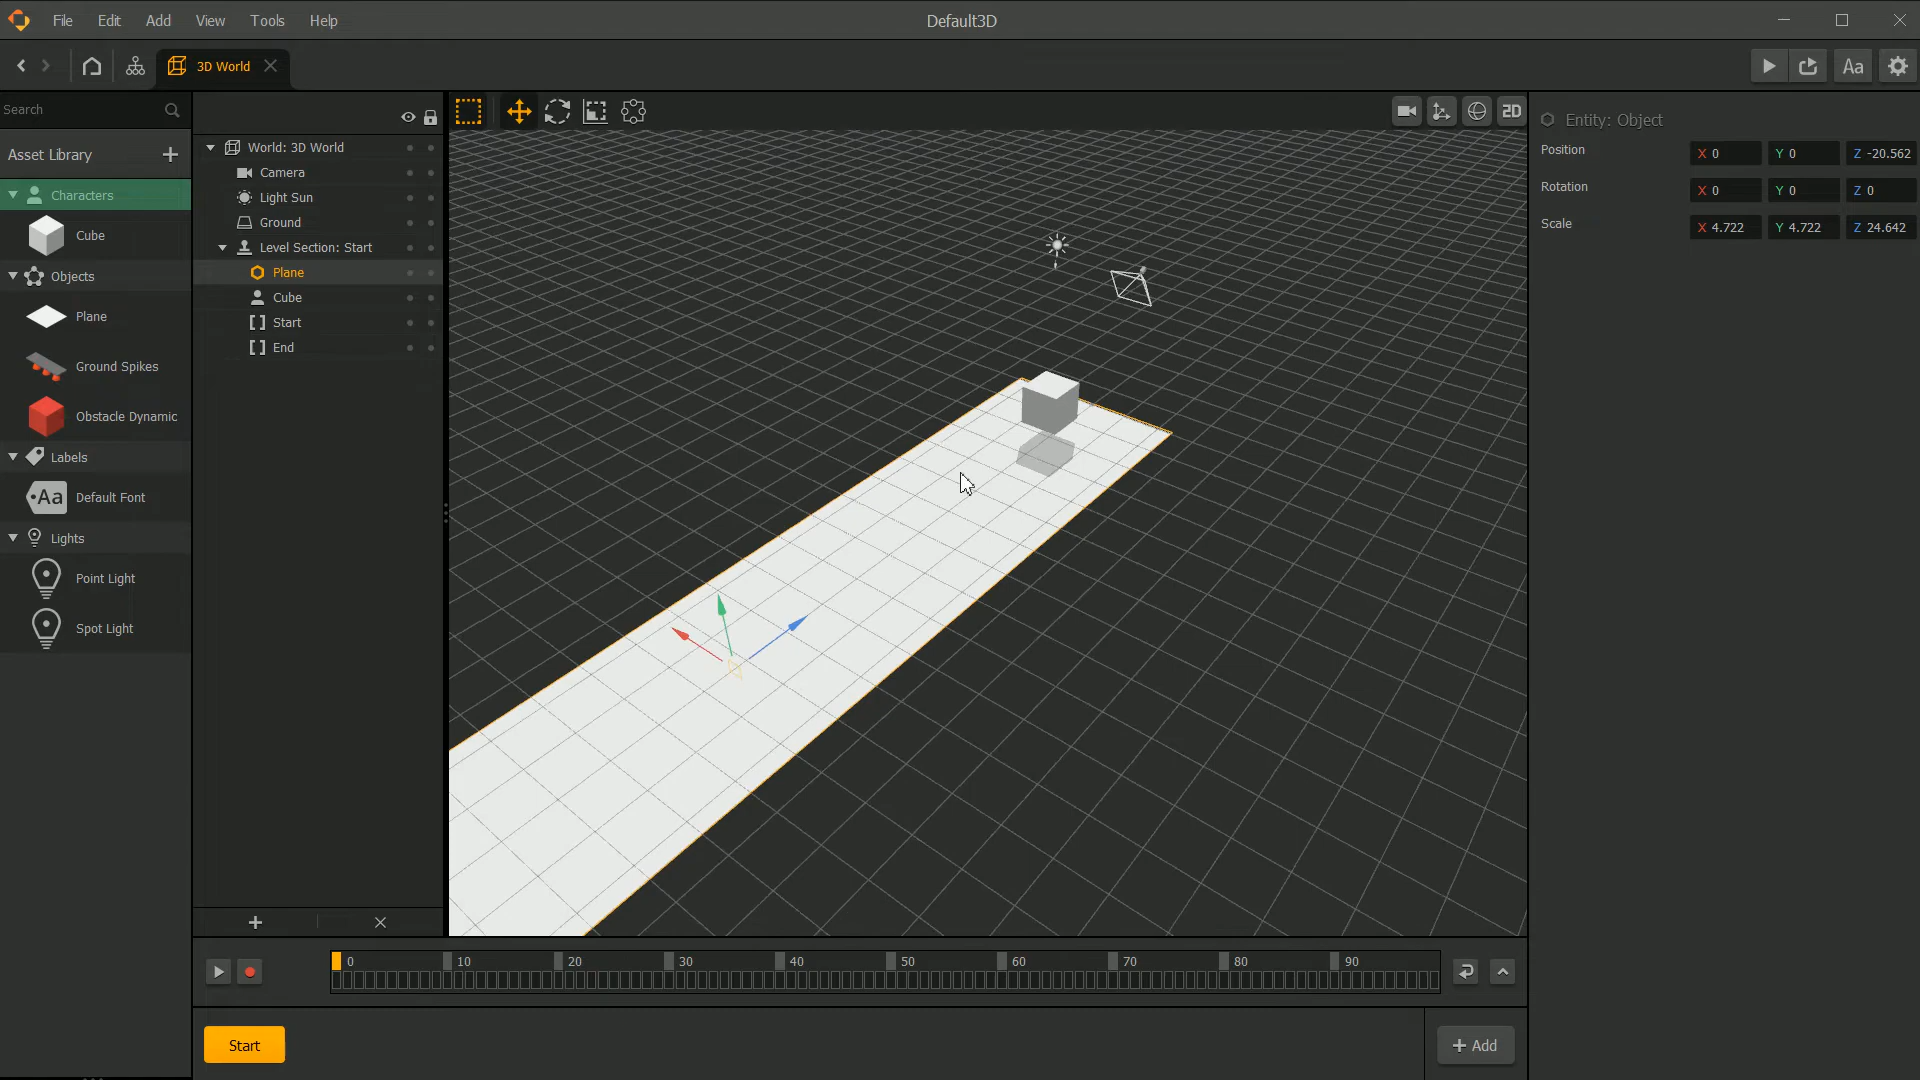 File Edit View Tools Help
Default3D
3D World
Aa
Search
Asset Library
Characters
Cube
Objects
Plane
Ground Spikes
Obstacle Dynamic
Labels
Aa Default Font
Lights
Point Light
Spot Light
World: 3D World
Camera
Light Sun
Ground
Level Section: Start
Plane
Cube
Start
End
2D
Entity: Object
Position X 0 Y 0 Z -20.562
Rotation X 0 Y 0 Z 0
Scale X 4.722 Y 4.722 Z 24.642
0 10 20 30 40 50 60 70 80 90
Start
+ Add